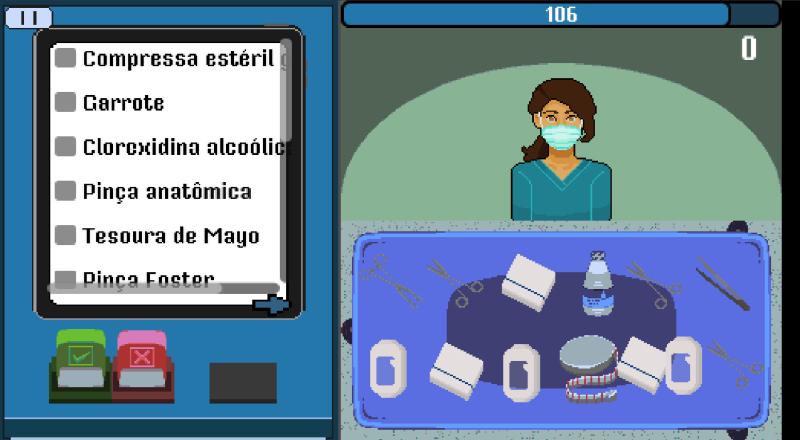 106
0
Compressa estéril
Garrote
Clorexidina alcoólic
Pinça anatômica
Tesoura de Mayo
Pinça Foster